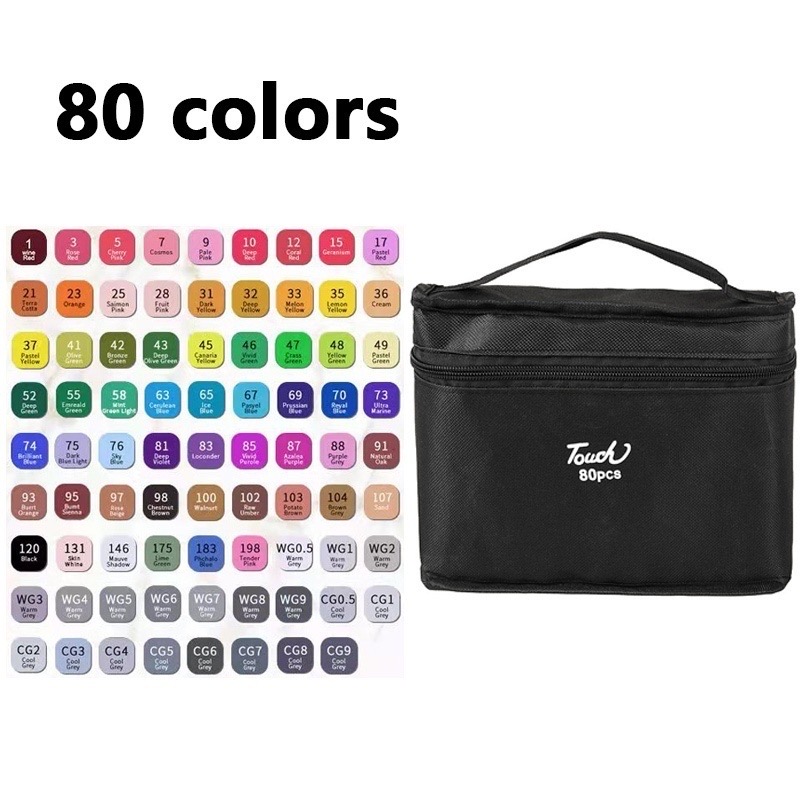 80 colors
1 wine Red
3 Rose Red
5 Cherry Pink
7 Cosmos
9 Pale Pink
10 Deep Red
12 Coral Red
15 Geranium
17 Pastel Red
21 Terra Cotta
23 Orange
25 Salmon Pink
28 Fruit Pink
31 Dark Yellow
32 Deep Yellow
33 Melon Yellow
35 Lemon Yellow
36 Cream
37 Pastel Yellow
41 Olive Green
42 Bronze Green
43 Deep Olive Green
45 Canaria Yellow
46 Vivid Green
47 Grass Green
48 Yellow Green
49 Pastel Green
52 Deep Green
55 Emerald Green
58 Mint Green Light
63 Cerulean Blue
65 Ice Blue
67 Pasyel Blue
69 Prussian Blue
70 Royal Blue
73 Ultra Marine
74 Brilliant Blue
75 Dark Blue Light
76 Sky Blue
81 Deep Violet
83 Loconder
85 Vivid Purole
87 Azalea Purple
88 Purple Grey
91 Natural Oak
93 Burrt Orange
95 Bumt Sienna
97 Rose Beige
98 Chestnut Brown
100 Walnurt
102 Raw Umber
103 Potato Brown
104 Brown Grey
107 Sand
120 Black
131 Skin Whina
146 Mauve Shadow
175 Lime Green
183 Phchalu Blue
198 Tender Pink
WG0.5 Warm Grey
WG1 Warm Grey
WG2 Warm Grey
WG3 Warm Grey
WG4 Warm Grey
WG5 Warm Grey
WG6 Warm Grey
WG7 Warm Grey
WG8 Warm Grey
WG9 Warm Grey
CG0.5 Cool Grey
CG1 Cool Grey
CG2 Cool Grey
CG3 Cool Grey
CG4 Cool Grey
CG5 Cool Grey
CG6 Cool Grey
CG7 Cool Grey
CG8 Cool Grey
CG9 Cool Grey
Touch
80pcs